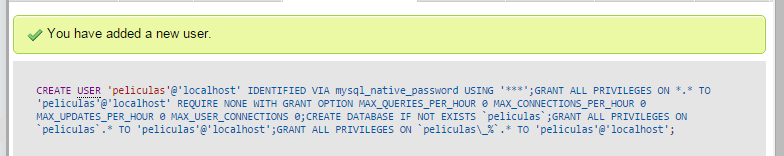 You have added a new user.
CREATE USER 'peliculas'@'localhost' IDENTIFIED VIA mysql_native_password USING '***';GRANT ALL PRIVILEGES ON *.* TO
'peliculas'@'localhost' REQUIRE NONE WITH GRANT OPTION MAX_QUERIES_PER_HOUR 0 MAX_CONNECTIONS_PER_HOUR 0
MAX_UPDATES_PER_HOUR 0 MAX_USER_CONNECTIONS 0;CREATE DATABASE IF NOT EXISTS `peliculas`;GRANT ALL PRIVILEGES ON
`peliculas`.* TO 'peliculas'@'localhost';GRANT ALL PRIVILEGES ON `peliculas\_%`.* TO 'peliculas'@'localhost';